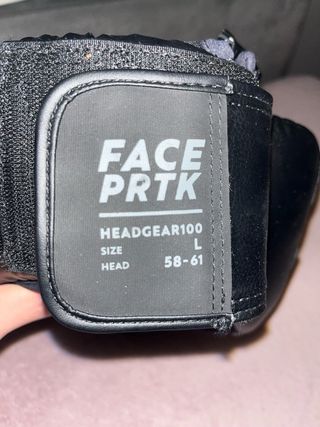 FACE
PRTK
HEADGEAR100
SIZE L
HEAD 58-61